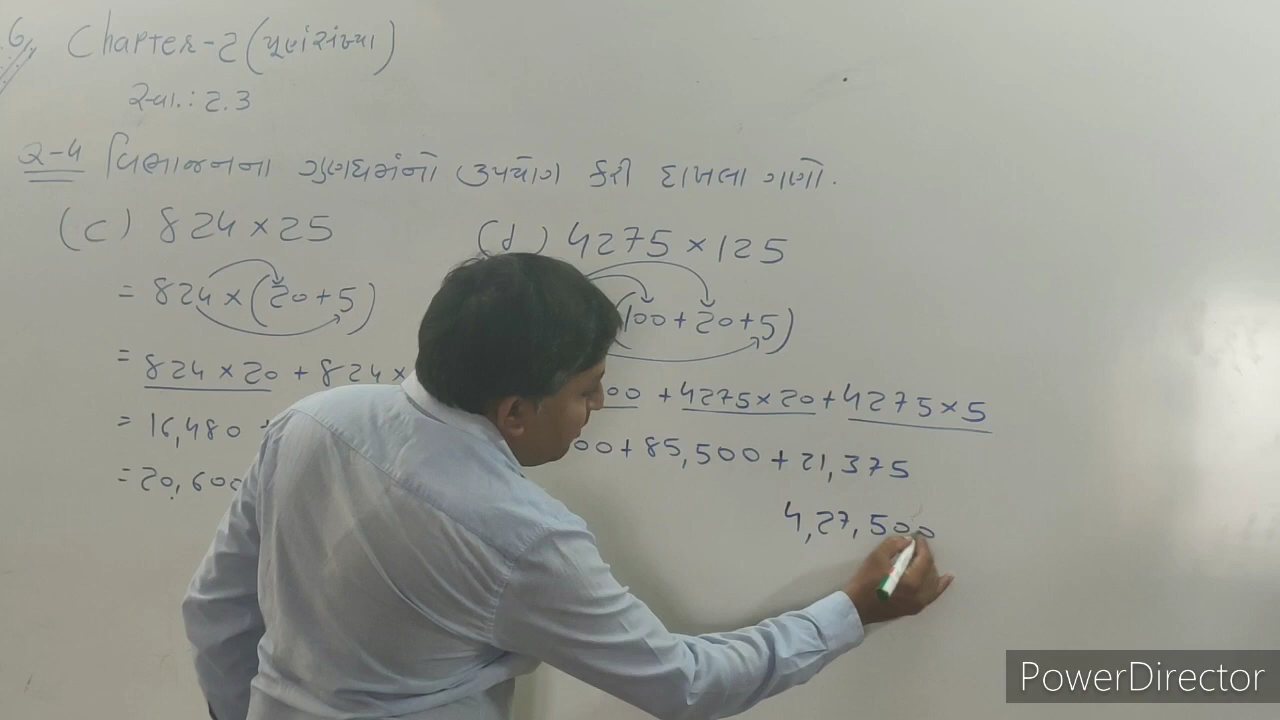 6 Chapter-2 (પૂર્ણસંખ્યા)
સ્વા.: 2.3
પ્ર-4 વિભાજનના ગુણધર્મનો ઉપયોગ કરી દાખલા ગણો.
(c) 824 × 25
= 824 × (20+5)
= 824 × 20 + 824 ×
= 16,480
= 20,600
(d) 4275 × 125
(100 + 20 + 5)
00 + 4275 × 20 + 4275 × 5
00 + 85,500 + 21,375
4,27,500
PowerDirector